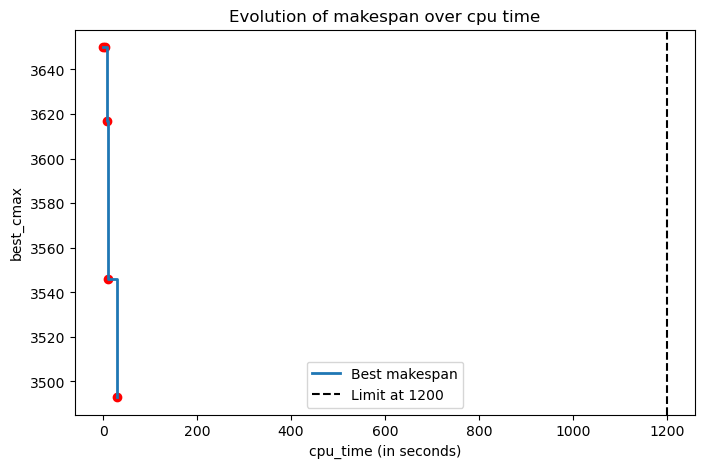 Evolution of makespan over cpu time
best_cmax
3640
3620
3600
3580
3560
3540
3520
3500
Best makespan
Limit at 1200
0 200 400 600 800 1000 1200
cpu_time (in seconds)